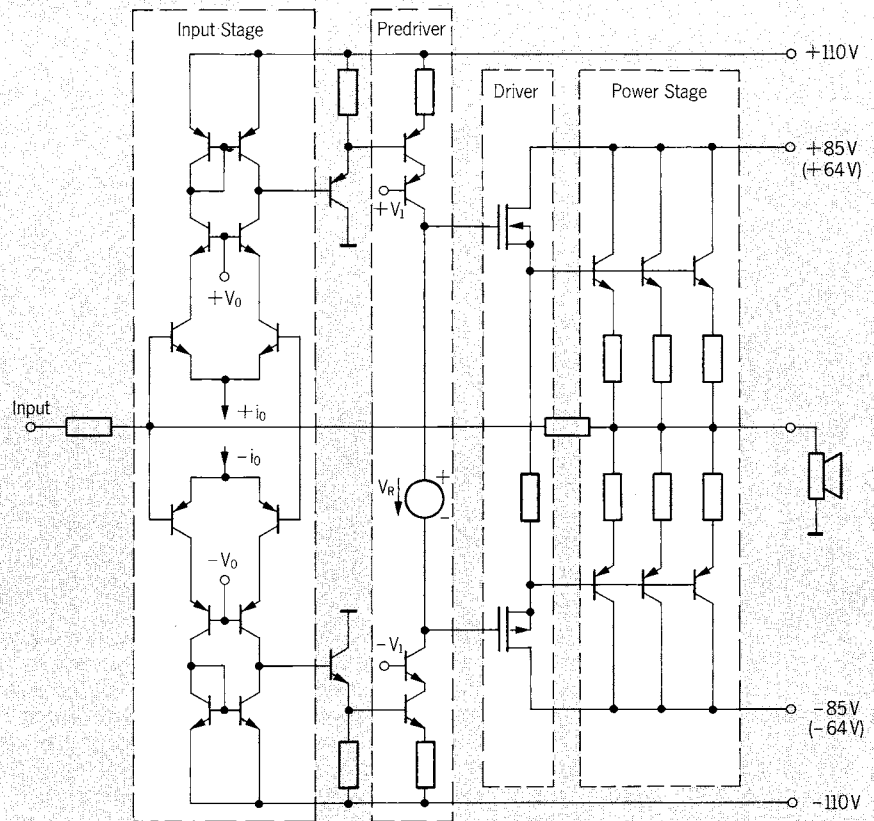 Input Stage
Predriver
+110V
Driver
Power Stage
+85V
(+64V)
+V₁
+V₀
Input
+i₀
-i₀
V_R
+
-
-V₀
-V₁
-85V
(-64V)
-110V